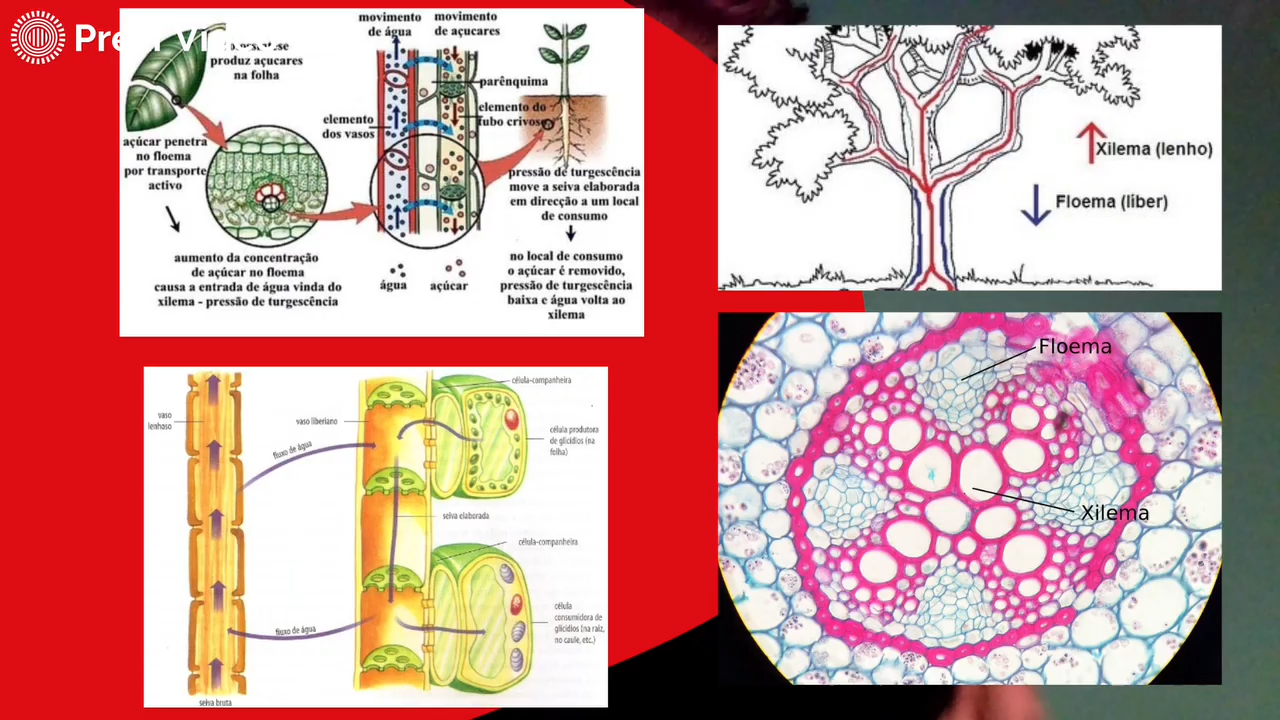 fotossíntese
produz açucares
na folha
açúcar penetra
no floema
por transporte
activo
aumento da concentração
de açúcar no floema
causa a entrada de água vinda do
xilema - pressão de turgescência
movimento
de água
movimento
de açucares
parênquima
elemento do
tubo crivoso
elemento
dos vasos
água
açúcar
pressão de turgescência
move a seiva elaborada
em direcção a um local
de consumo
no local de consumo
o açúcar é removido,
pressão de turgescência
baixa e água volta ao
xilema
Xilema (lenho)
Floema (liber)
vaso
lenhoso
fluxo de água
fluxo de água
seiva bruta
vaso liberiano
célula-companheira
célula produtora
de glicídios (na
folha)
seiva elaborada
célula-companheira
célula
consumidora de
glicídios (na raiz,
no caule, etc.)
Floema
Xilema